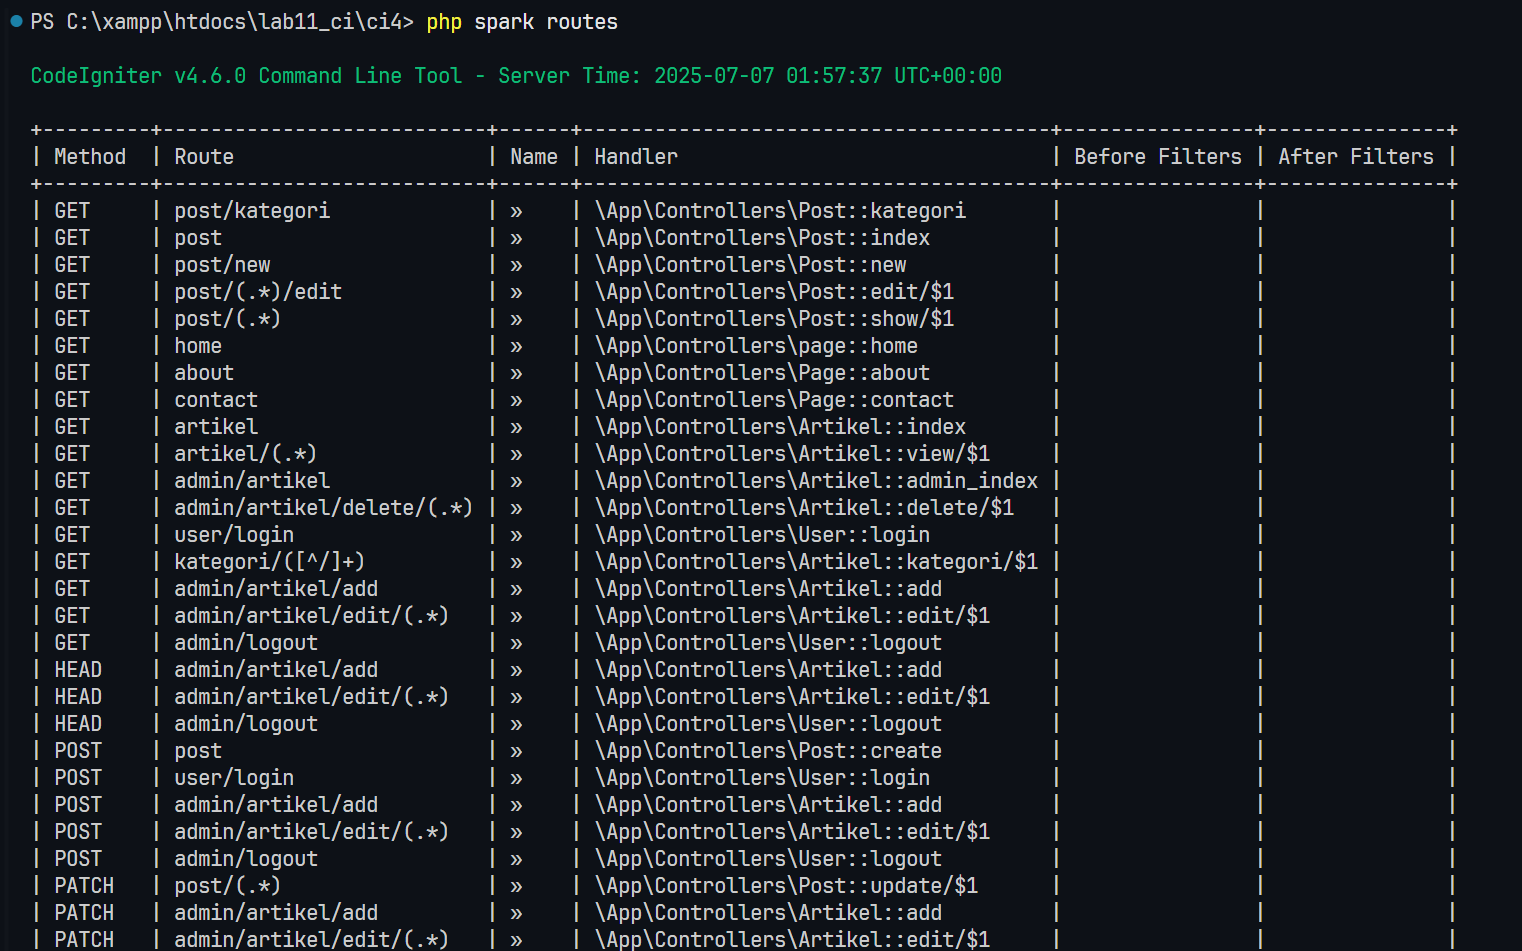 PS C:\xampp\htdocs\lab11_ci\ci4> php spark routes
CodeIgniter v4.6.0 Command Line Tool - Server Time: 2025-07-07 01:57:37 UTC+00:00
+---------+---------------------------+------+---------------------------------------+----------------+---------------+
| Method  | Route                     | Name | Handler                               | Before Filters | After Filters |
+---------+---------------------------+------+---------------------------------------+----------------+---------------+
| GET     | post/kategori             | »    | \App\Controllers\Post::kategori       |                |               |
| GET     | post                      | »    | \App\Controllers\Post::index          |                |               |
| GET     | post/new                  | »    | \App\Controllers\Post::new            |                |               |
| GET     | post/(.*)/edit            | »    | \App\Controllers\Post::edit/$1        |                |               |
| GET     | post/(.*)                 | »    | \App\Controllers\Post::show/$1        |                |               |
| GET     | home                      | »    | \App\Controllers\page::home           |                |               |
| GET     | about                     | »    | \App\Controllers\Page::about          |                |               |
| GET     | contact                   | »    | \App\Controllers\Page::contact        |                |               |
| GET     | artikel                   | »    | \App\Controllers\Artikel::index       |                |               |
| GET     | artikel/(.*)              | »    | \App\Controllers\Artikel::view/$1     |                |               |
| GET     | admin/artikel             | »    | \App\Controllers\Artikel::admin_index |                |               |
| GET     | admin/artikel/delete/(.*) | »    | \App\Controllers\Artikel::delete/$1   |                |               |
| GET     | user/login                | »    | \App\Controllers\User::login          |                |               |
| GET     | kategori/([^/]+)          | »    | \App\Controllers\Artikel::kategori/$1 |                |               |
| GET     | admin/artikel/add         | »    | \App\Controllers\Artikel::add         |                |               |
| GET     | admin/artikel/edit/(.*)   | »    | \App\Controllers\Artikel::edit/$1     |                |               |
| GET     | admin/logout              | »    | \App\Controllers\User::logout         |                |               |
| HEAD    | admin/artikel/add         | »    | \App\Controllers\Artikel::add         |                |               |
| HEAD    | admin/artikel/edit/(.*)   | »    | \App\Controllers\Artikel::edit/$1     |                |               |
| HEAD    | admin/logout              | »    | \App\Controllers\User::logout         |                |               |
| POST    | post                      | »    | \App\Controllers\Post::create         |                |               |
| POST    | user/login                | »    | \App\Controllers\User::login          |                |               |
| POST    | admin/artikel/add         | »    | \App\Controllers\Artikel::add         |                |               |
| POST    | admin/artikel/edit/(.*)   | »    | \App\Controllers\Artikel::edit/$1     |                |               |
| POST    | admin/logout              | »    | \App\Controllers\User::logout         |                |               |
| PATCH   | post/(.*)                 | »    | \App\Controllers\Post::update/$1      |                |               |
| PATCH   | admin/artikel/add         | »    | \App\Controllers\Artikel::add         |                |               |
| PATCH   | admin/artikel/edit/(.*)   | »    | \App\Controllers\Artikel::edit/$1     |                |               |